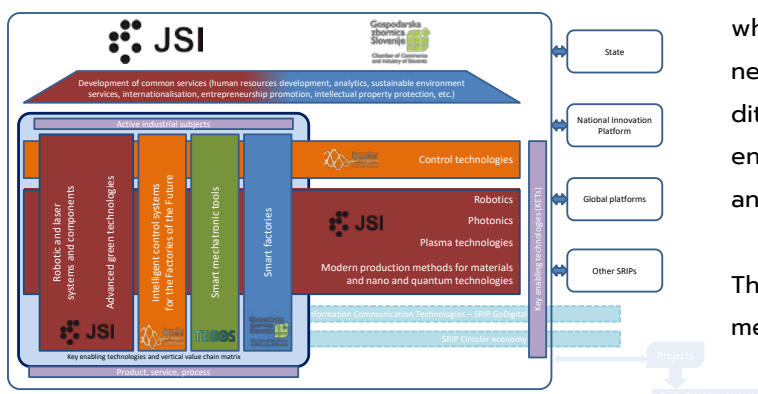 JSI
Gospodarska
zbornica
Slovenije
Chamber of Commerce
and Industry of Slovenia
Development of common services (human resources development, analytics, sustainable environment
services, internationalisation, entrepreneurship promotion, intellectual property protection, etc.)
Active industrial subjects
Control technologies
Robotics
JSI
Photonics
Plasma technologies
Modern production methods for materials
and nano and quantum technologies
Robotic and laser
systems and components
Advanced green technologies
Intelligent control systems
for the Factories of the Future
Smart mechatronic tools
Smart factories
JSI
Gospodarska
zbornica
Slovenije
Key enabling technologies and vertical value chain matrix
Product, service, process
Information Communication Technologies – SRIP GoDigital
SRIP Circular economy
Key enabling technologies (KETs)
State
National Innovation
Platform
Global platforms
Other SRIPs
Projects
wh
ne
dit
en
an
Th
me